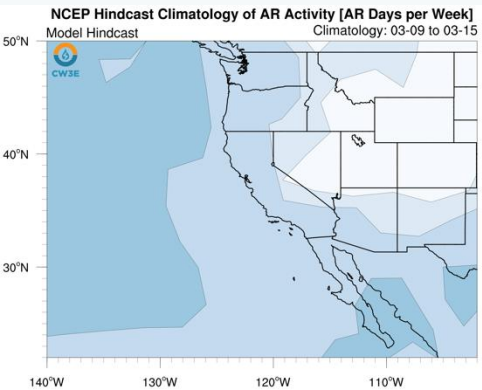 NCEP Hindcast Climatology of AR Activity [AR Days per Week]
Model Hindcast
Climatology: 03-09 to 03-15
50°N
CW3E
40°N
30°N
140°W
130°W
120°W
110°W